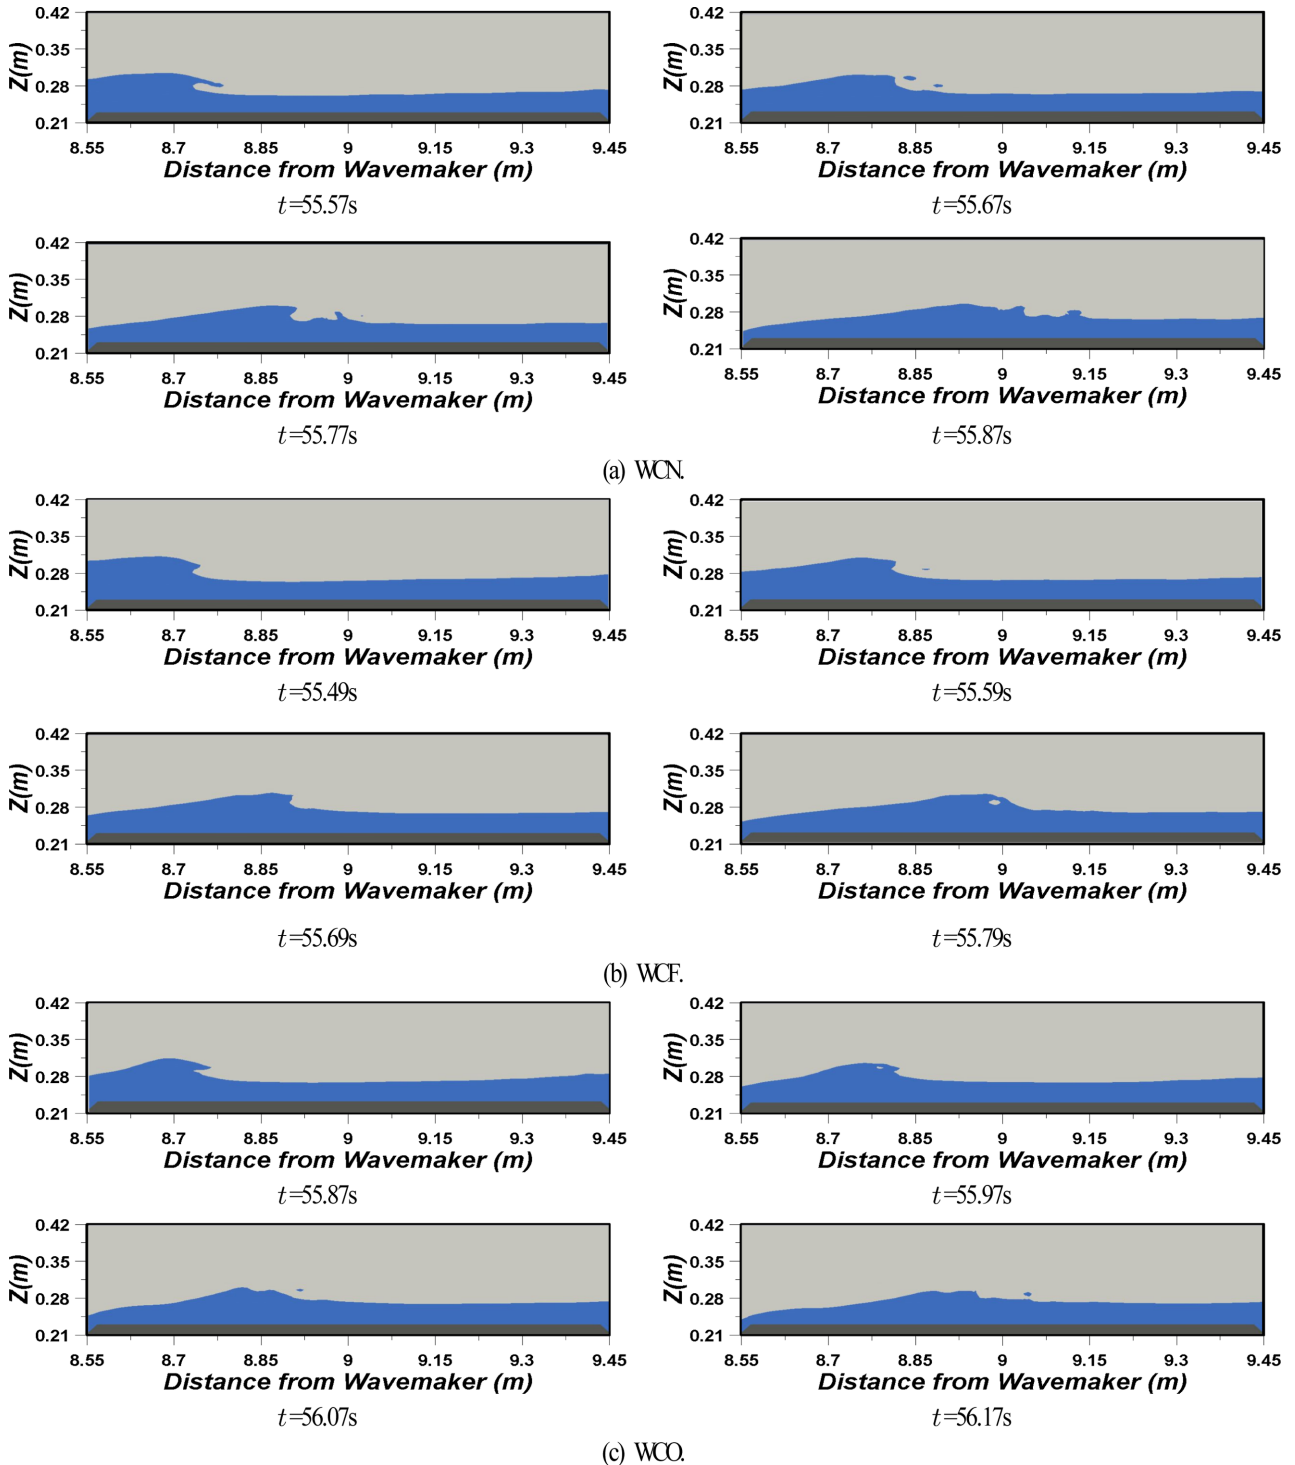 0.42 0.35 0.28 0.21 Z(m) 8.55 8.7 8.85 9 9.15 9.3 9.45
Distance from Wavemaker (m)
t=55.57s
0.42 0.35 0.28 0.21 Z(m) 8.55 8.7 8.85 9 9.15 9.3 9.45
Distance from Wavemaker (m)
t=55.67s
0.42 0.35 0.28 0.21 Z(m) 8.55 8.7 8.85 9 9.15 9.3 9.45
Distance from Wavemaker (m)
t=55.77s
0.42 0.35 0.28 0.21 Z(m) 8.55 8.7 8.85 9 9.15 9.3 9.45
Distance from Wavemaker (m)
t=55.87s
(a) WCN.
0.42 0.35 0.28 0.21 Z(m) 8.55 8.7 8.85 9 9.15 9.3 9.45
Distance from Wavemaker (m)
t=55.49s
0.42 0.35 0.28 0.21 Z(m) 8.55 8.7 8.85 9 9.15 9.3 9.45
Distance from Wavemaker (m)
t=55.59s
0.42 0.35 0.28 0.21 Z(m) 8.55 8.7 8.85 9 9.15 9.3 9.45
Distance from Wavemaker (m)
t=55.69s
0.42 0.35 0.28 0.21 Z(m) 8.55 8.7 8.85 9 9.15 9.3 9.45
Distance from Wavemaker (m)
t=55.79s
(b) WCF.
0.42 0.35 0.28 0.21 Z(m) 8.55 8.7 8.85 9 9.15 9.3 9.45
Distance from Wavemaker (m)
t=55.87s
0.42 0.35 0.28 0.21 Z(m) 8.55 8.7 8.85 9 9.15 9.3 9.45
Distance from Wavemaker (m)
t=55.97s
0.42 0.35 0.28 0.21 Z(m) 8.55 8.7 8.85 9 9.15 9.3 9.45
Distance from Wavemaker (m)
t=56.07s
0.42 0.35 0.28 0.21 Z(m) 8.55 8.7 8.85 9 9.15 9.3 9.45
Distance from Wavemaker (m)
t=56.17s
(c) WCO.